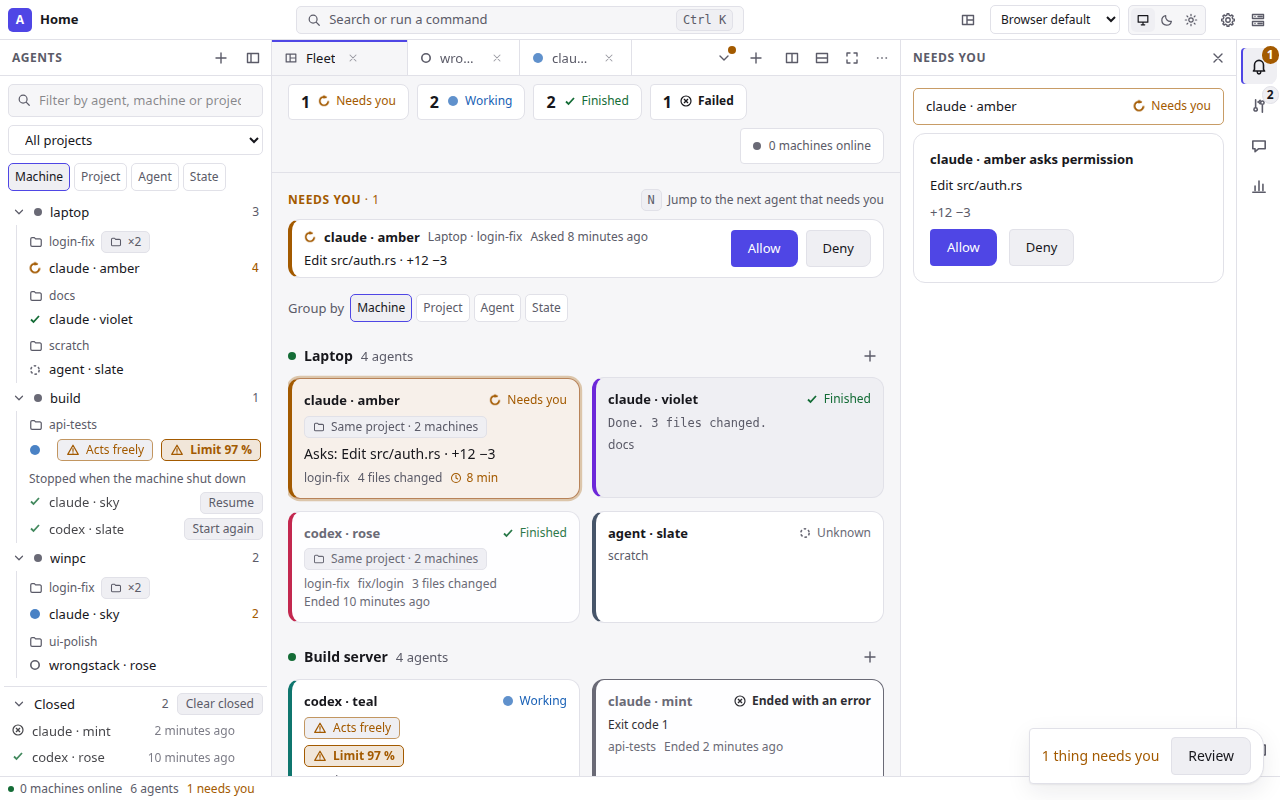 A Home
Search or run a command Ctrl K
Browser default
AGENTS
Filter by agent, machine or projec
All projects
Machine Project Agent State
laptop 3
login-fix ×2
claude · amber 4
docs
claude · violet
scratch
agent · slate
build 1
api-tests
Acts freely Limit 97 %
Stopped when the machine shut down
claude · sky Resume
codex · slate Start again
winpc 2
login-fix ×2
claude · sky 2
ui-polish
wrongstack · rose
Closed 2 Clear closed
claude · mint 2 minutes ago
codex · rose 10 minutes ago
Fleet wro... clau...
1 Needs you 2 Working 2 Finished 1 Failed
0 machines online
NEEDS YOU · 1 N Jump to the next agent that needs you
claude · amber Laptop · login-fix Asked 8 minutes ago
Edit src/auth.rs · +12 −3
Allow Deny
Group by Machine Project Agent State
Laptop 4 agents
claude · amber Needs you
Same project · 2 machines
Asks: Edit src/auth.rs · +12 −3
login-fix 4 files changed 8 min
claude · violet Finished
Done. 3 files changed.
docs
codex · rose Finished
Same project · 2 machines
login-fix fix/login 3 files changed
Ended 10 minutes ago
agent · slate Unknown
scratch
Build server 4 agents
codex · teal Working
Acts freely
Limit 97 %
claude · mint Ended with an error
Exit code 1
api-tests Ended 2 minutes ago
NEEDS YOU
claude · amber Needs you
claude · amber asks permission
Edit src/auth.rs
+12 −3
Allow Deny
1
2
1 thing needs you Review
0 machines online 6 agents 1 needs you